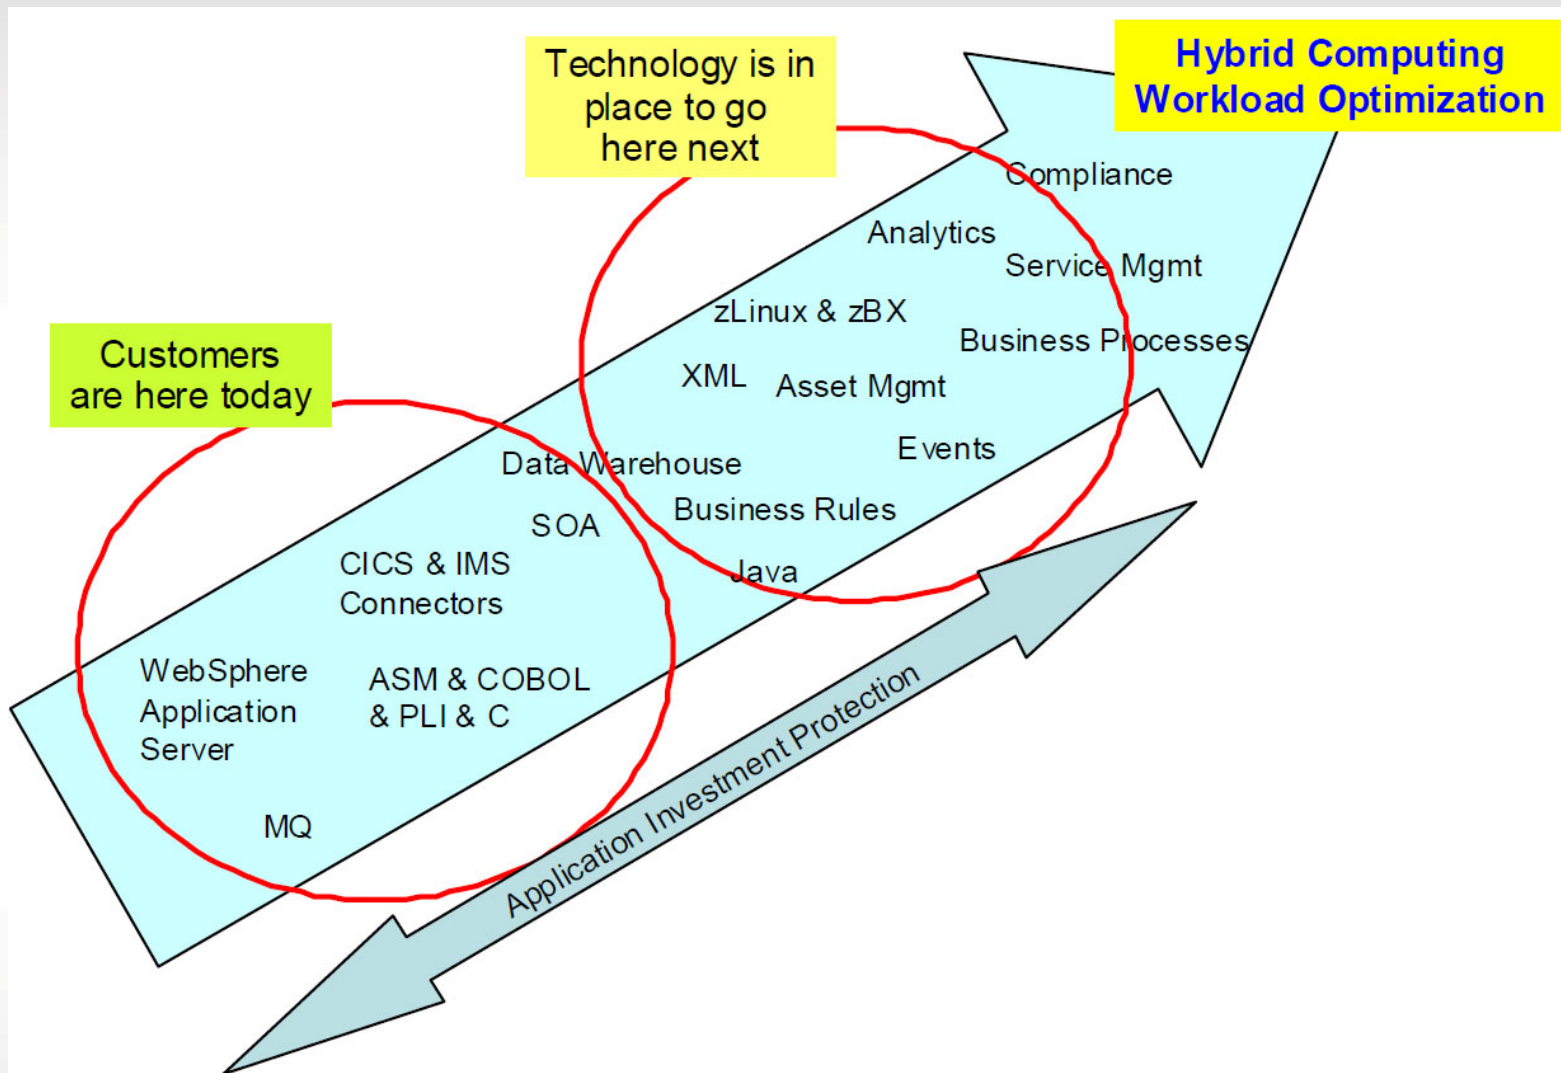 Hybrid Computing
Workload Optimization
Technology is in
place to go
here next
Compliance
Analytics
Service Mgmt
zLinux & zBX
Business Processes
Customers
are here today
XML
Asset Mgmt
Events
Data Warehouse
Business Rules
SOA
Java
CICS & IMS
Connectors
WebSphere
Application
Server
ASM & COBOL
& PLI & C
MQ
Application Investment Protection